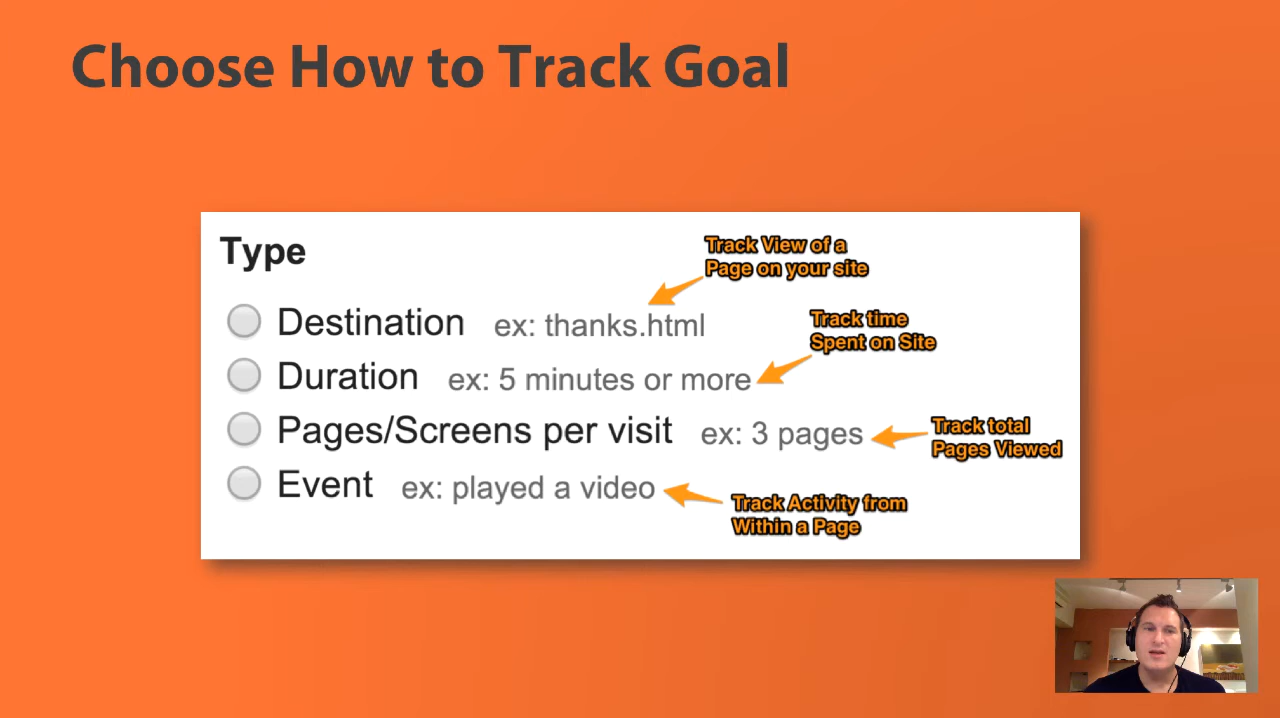 Choose How to Track Goal
Type
Track View of a
Page on your site
Destination ex: thanks.html
Track time
Spent on Site
Duration ex: 5 minutes or more
Pages/Screens per visit ex: 3 pages
Track total
Pages Viewed
Event ex: played a video
Track Activity from
Within a Page